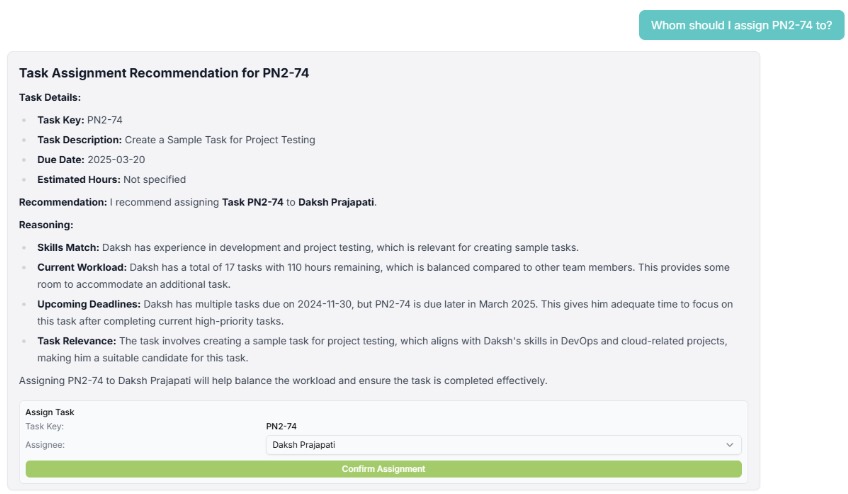 Whom should I assign PN2-74 to?
Task Assignment Recommendation for PN2-74
Task Details:
Task Key: PN2-74
Task Description: Create a Sample Task for Project Testing
Due Date: 2025-03-20
Estimated Hours: Not specified
Recommendation: I recommend assigning Task PN2-74 to Daksh Prajapati.
Reasoning:
Skills Match: Daksh has experience in development and project testing, which is relevant for creating sample tasks.
Current Workload: Daksh has a total of 17 tasks with 110 hours remaining, which is balanced compared to other team members. This provides some
room to accommodate an additional task.
Upcoming Deadlines: Daksh has multiple tasks due on 2024-11-30, but PN2-74 is due later in March 2025. This gives him adequate time to focus on
this task after completing current high-priority tasks.
Task Relevance: The task involves creating a sample task for project testing, which aligns with Daksh's skills in DevOps and cloud-related projects,
making him a suitable candidate for this task.
Assigning PN2-74 to Daksh Prajapati will help balance the workload and ensure the task is completed effectively.
Assign Task
Task Key: PN2-74
Assignee: Daksh Prajapati
Confirm Assignment